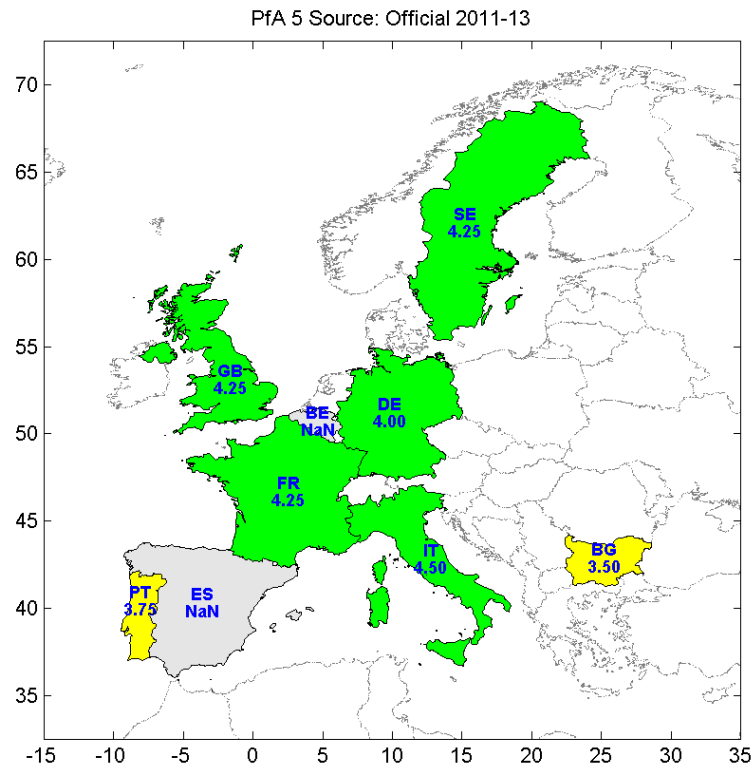 PfA 5 Source: Official 2011-13
70
65
SE
4.25
60
55
GB
4.25
BE
NaN
DE
4.00
50
FR
4.25
45
IT
4.50
BG
3.50
PT
3.75
ES
NaN
40
35
-15 -10 -5 0 5 10 15 20 25 30 35